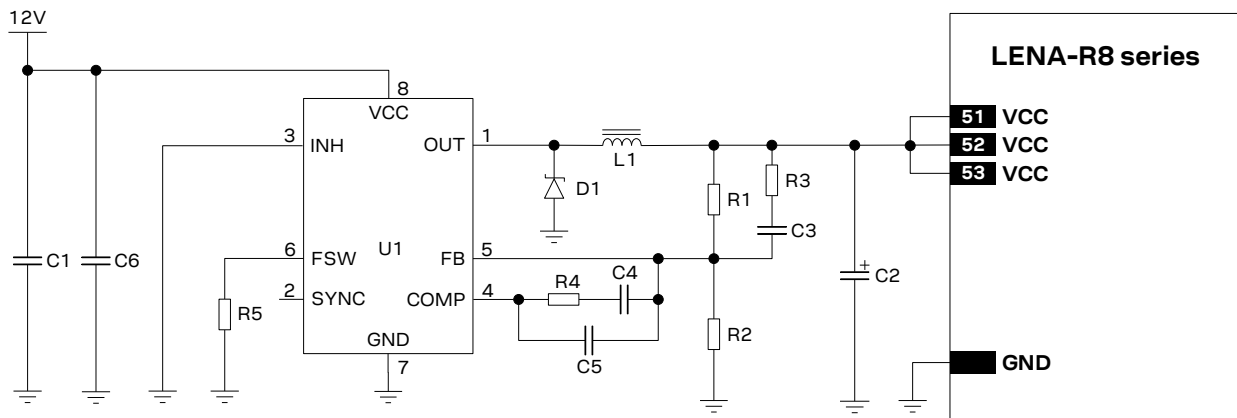 12V
LENA-R8 series
8
VCC
51 VCC
3 INH
OUT 1
52 VCC
L1
53 VCC
D1
R1
R3
C3
U1
6 FSW
FB 5
C1
C6
R4
C4
+
C2
2 SYNC
COMP 4
R5
R2
GND
C5
7
GND